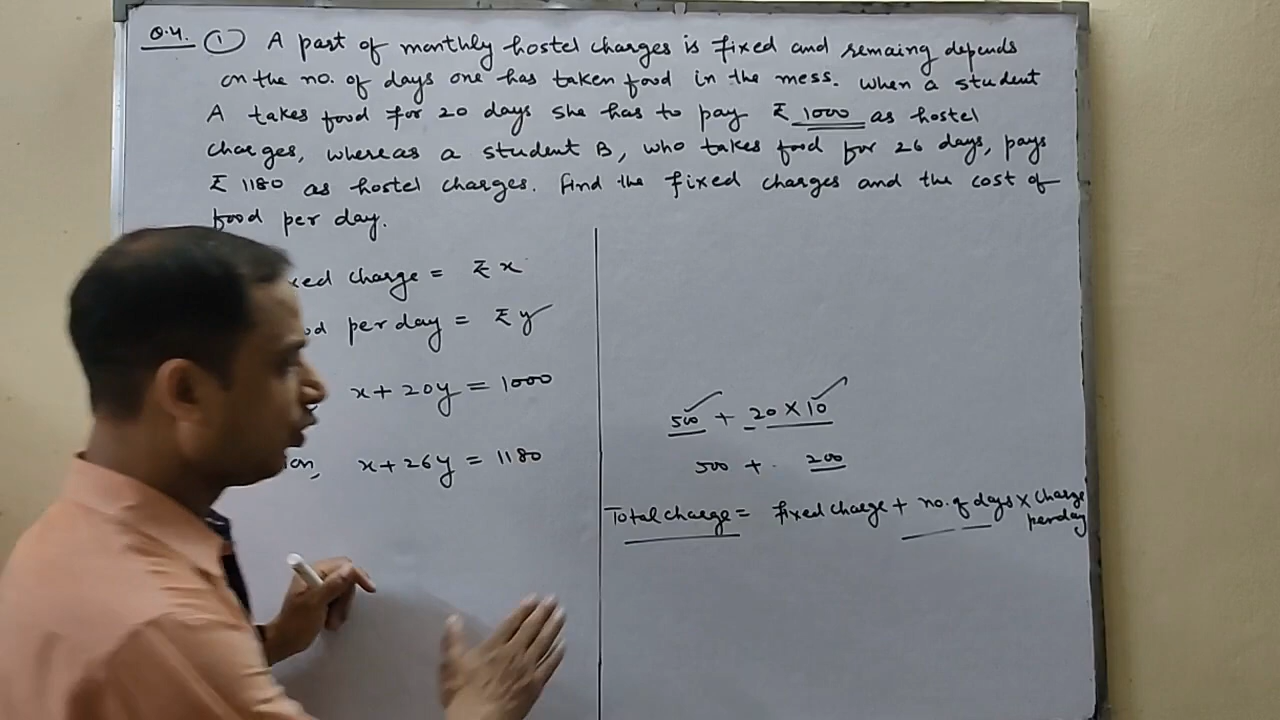 Q.4. (1) A part of monthly hostel charges is fixed and remaing depends
on the no. of days one has taken food in the mess. When a student
A takes food for 20 days she has to pay ₹ 1000 as hostel
charges, whereas a student B, who takes food for 26 days, pays
₹ 1180 as hostel charges. Find the fixed charges and the cost of
food per day.
charge = ₹ x
per day = ₹ y
x + 20y = 1000
x + 26y = 1180
500 + 20 × 10
500 + 200
Total charge = fixed charge + no. of days × charge
per day